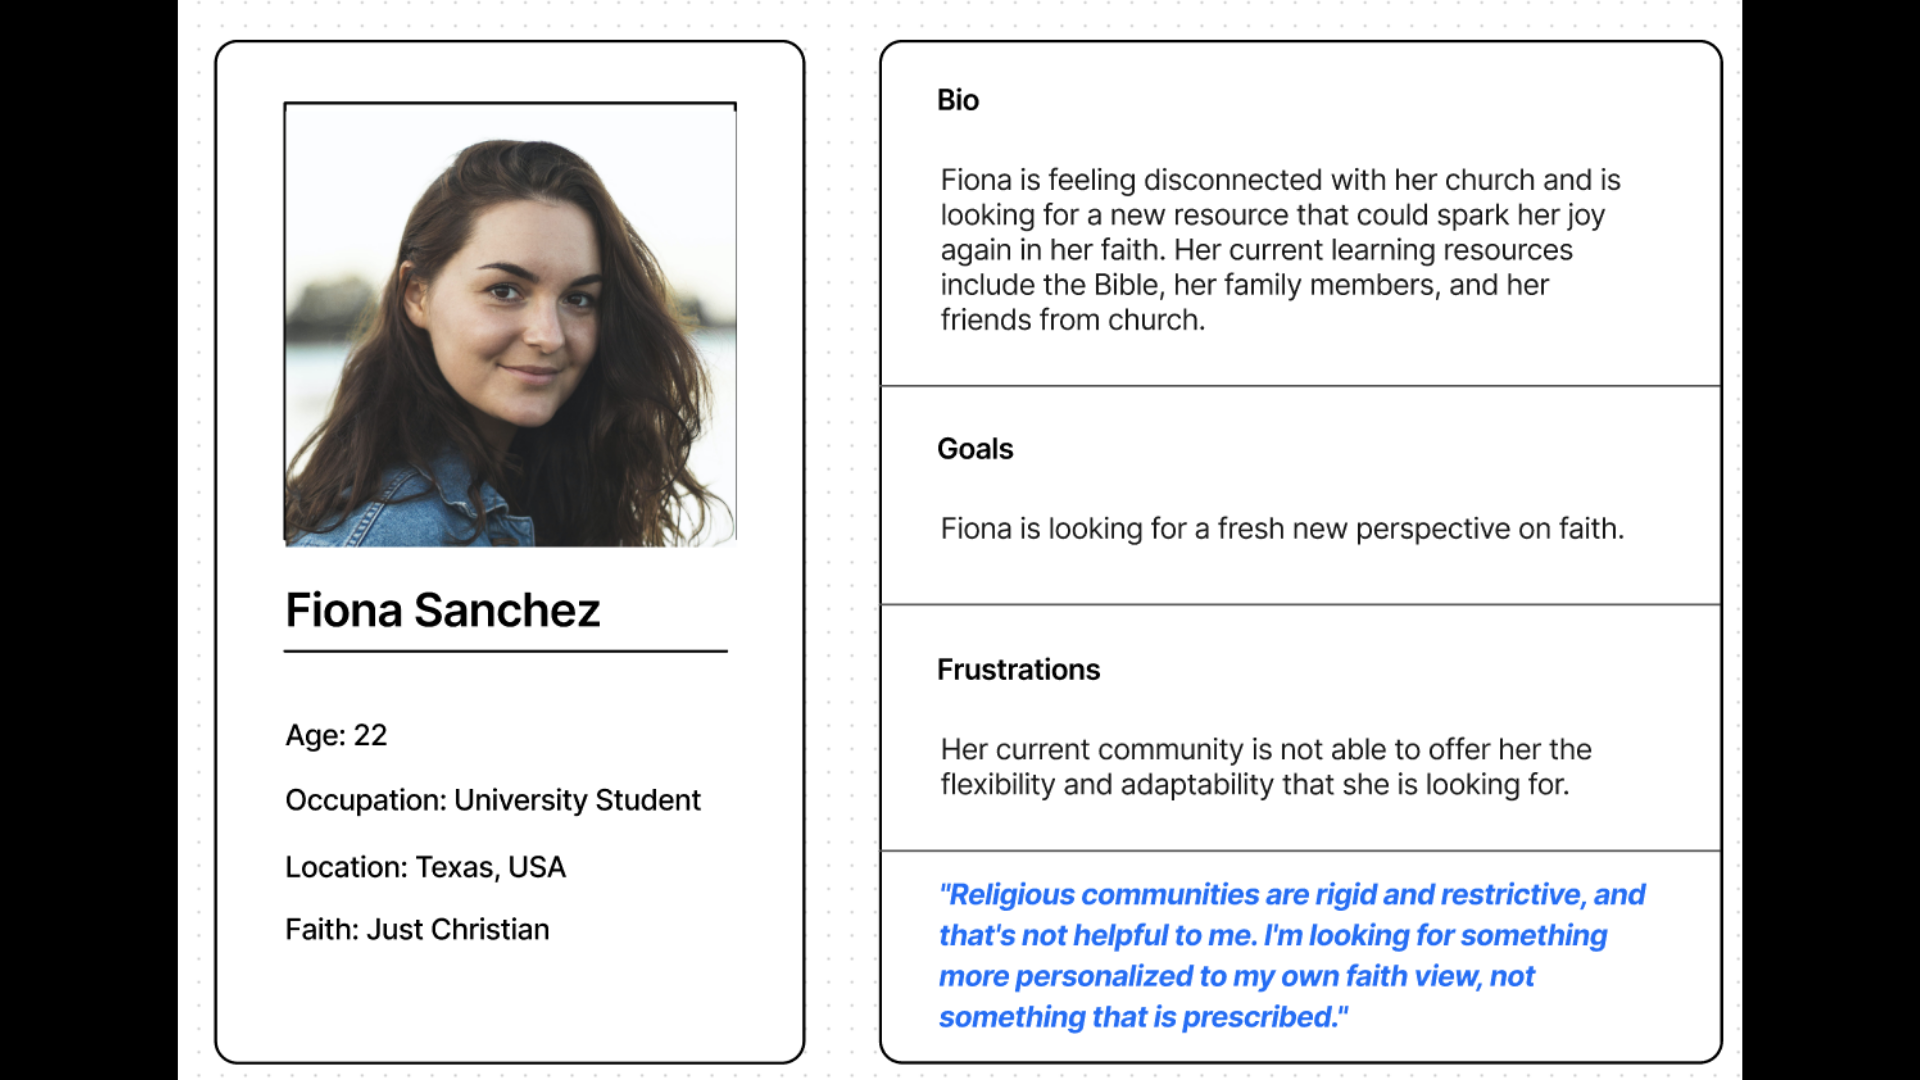 Fiona Sanchez
Age: 22
Occupation: University Student
Location: Texas, USA
Faith: Just Christian
Bio
Fiona is feeling disconnected with her church and is
looking for a new resource that could spark her joy
again in her faith. Her current learning resources
include the Bible, her family members, and her
friends from church.
Goals
Fiona is looking for a fresh new perspective on faith.
Frustrations
Her current community is not able to offer her the
flexibility and adaptability that she is looking for.
"Religious communities are rigid and restrictive, and
that's not helpful to me. I'm looking for something
more personalized to my own faith view, not
something that is prescribed."